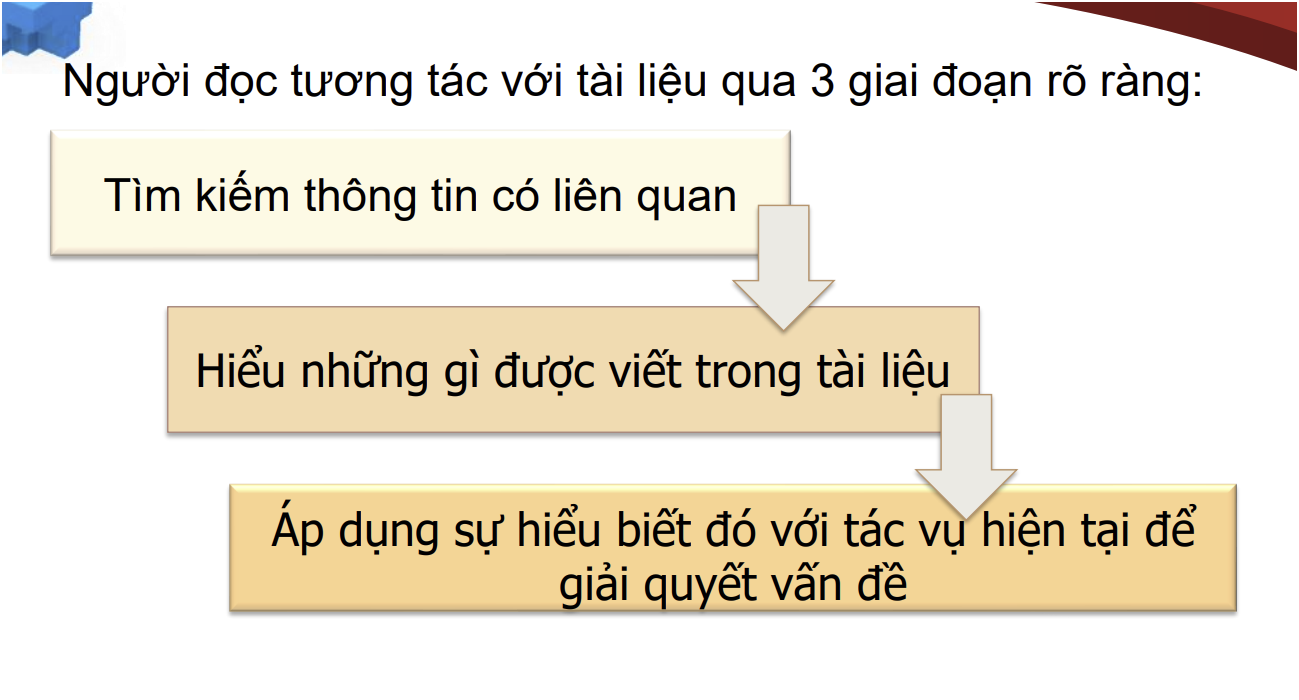 Người đọc tương tác với tài liệu qua 3 giai đoạn rõ ràng:
Tìm kiếm thông tin có liên quan
Hiểu những gì được viết trong tài liệu
Áp dụng sự hiểu biết đó với tác vụ hiện tại để
giải quyết vấn đề